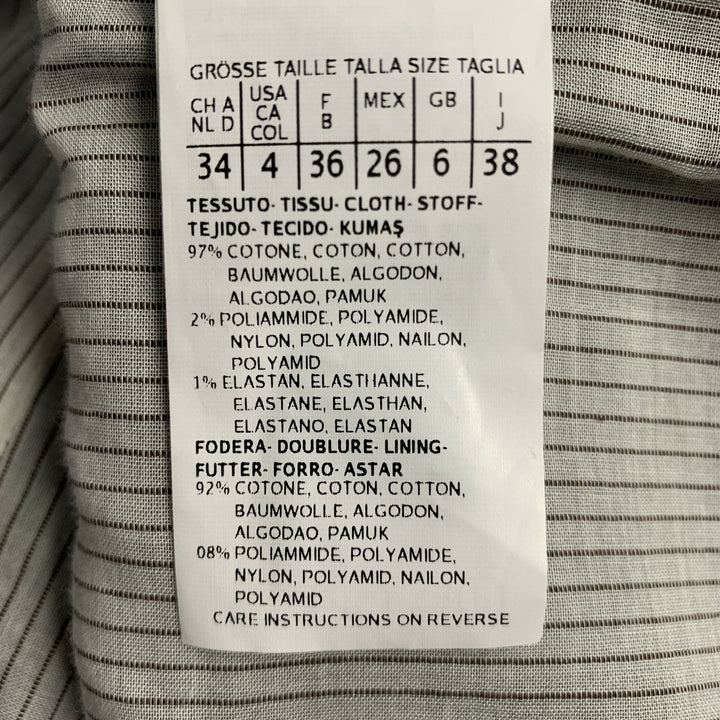 GRÖSSE TAILLE TALLA SIZE TAGLIA
CH A NL D USA CA COL F B MEX GB I J
34 4 36 26 6 38
TESSUTO- TISSU- CLOTH- STOFF-
TEJIDO- TECIDO- KUMAŞ
97% COTONE, COTON, COTTON,
BAUMWOLLE, ALGODON,
ALGODAO, PAMUK
2% POLIAMMIDE, POLYAMIDE,
NYLON, POLYAMID, NAILON,
POLYAMID
1% ELASTAN, ELASTHANNE,
ELASTANE, ELASTHAN,
ELASTANO, ELASTAN
FODERA- DOUBLURE- LINING-
FUTTER- FORRO- ASTAR
92% COTONE, COTON, COTTON,
BAUMWOLLE, ALGODON,
ALGODAO, PAMUK
08% POLIAMMIDE, POLYAMIDE,
NYLON, POLYAMID, NAILON,
POLYAMID
CARE INSTRUCTIONS ON REVERSE